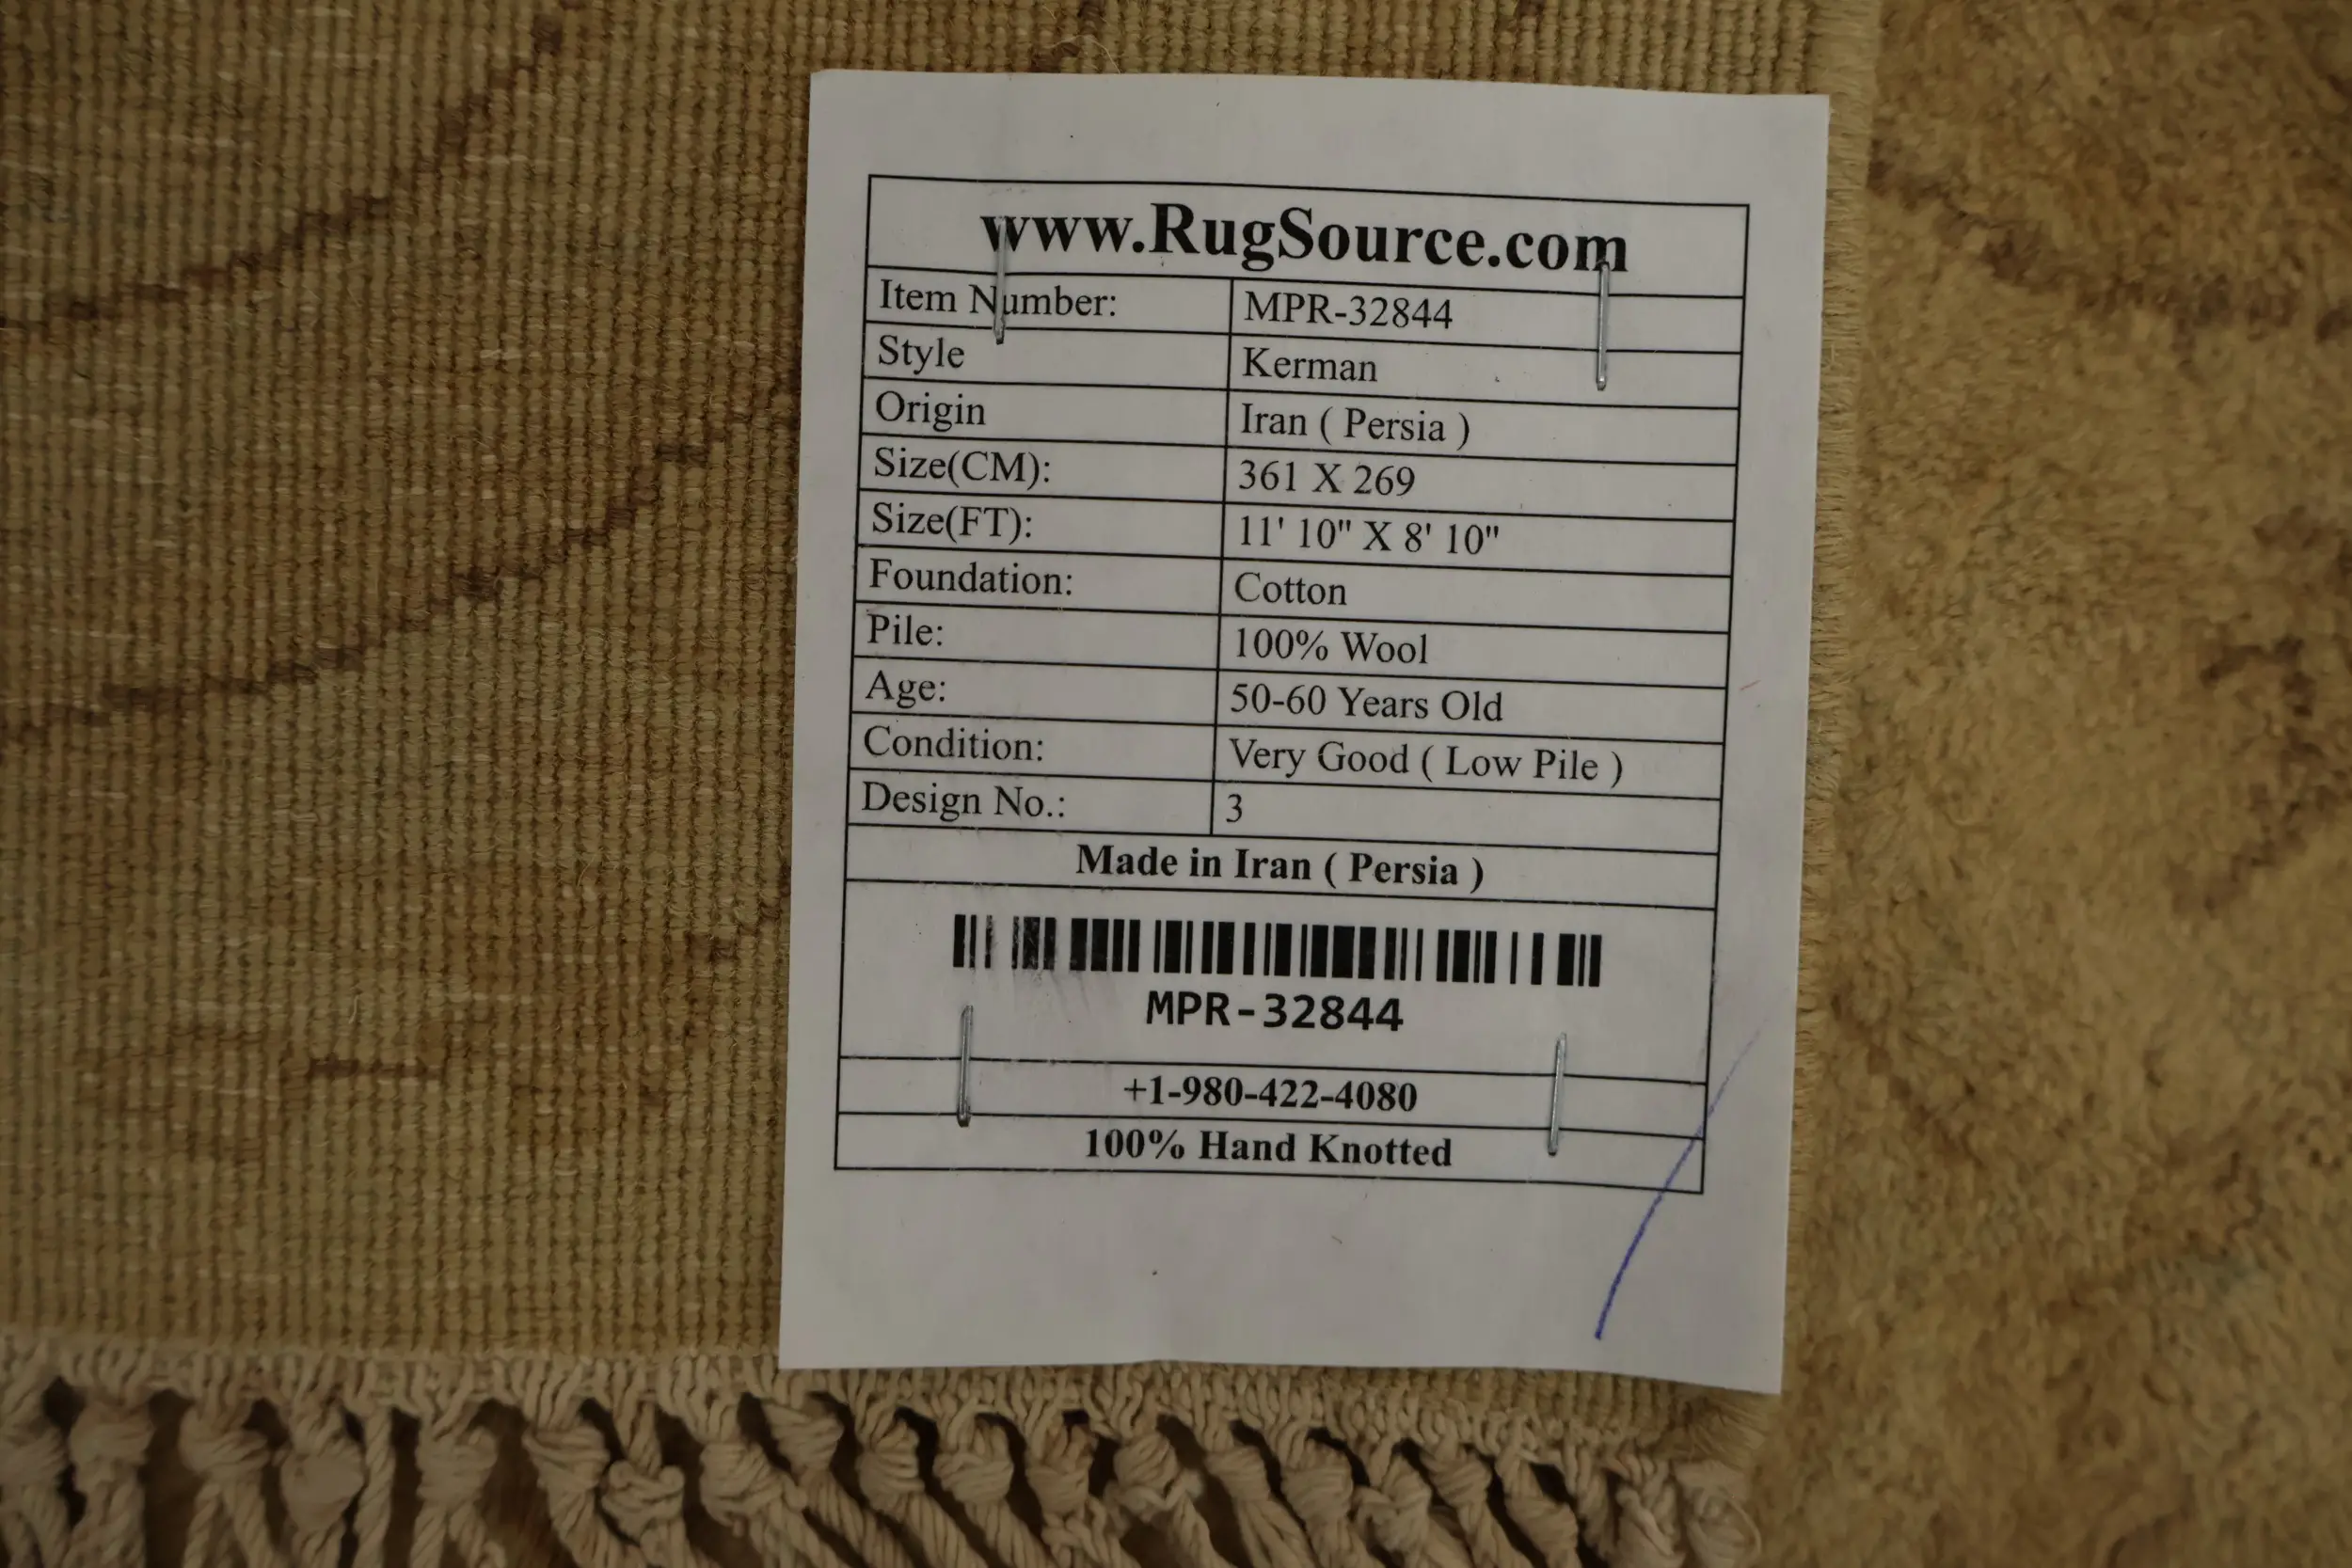 www.RugSource.com
Item Number: MPR-32844
Style Kerman
Origin Iran ( Persia )
Size(CM): 361 X 269
Size(FT): 11' 10" X 8' 10"
Foundation: Cotton
Pile: 100% Wool
Age: 50-60 Years Old
Condition: Very Good ( Low Pile )
Design No.: 3
Made in Iran ( Persia )
MPR-32844
+1-980-422-4080
100% Hand Knotted